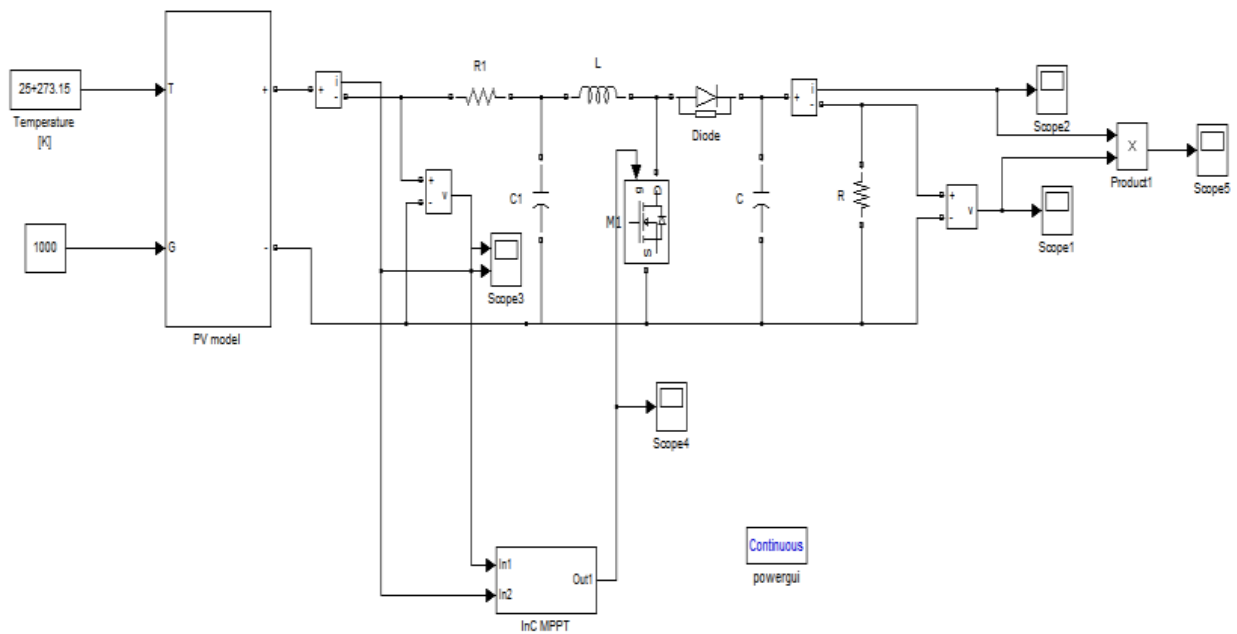 25+273.15
Temperature
[K]
1000
T
G
+
-
PV model
+
-
i
R1
L
Diode
+
-
i
Scope2
X
Product1
Scope5
+
-
v
Scope3
C1
g
D
S
M1
C
R
+
-
v
Scope1
Scope4
In1
In2
Out1
InC MPPT
Continuous
powergui